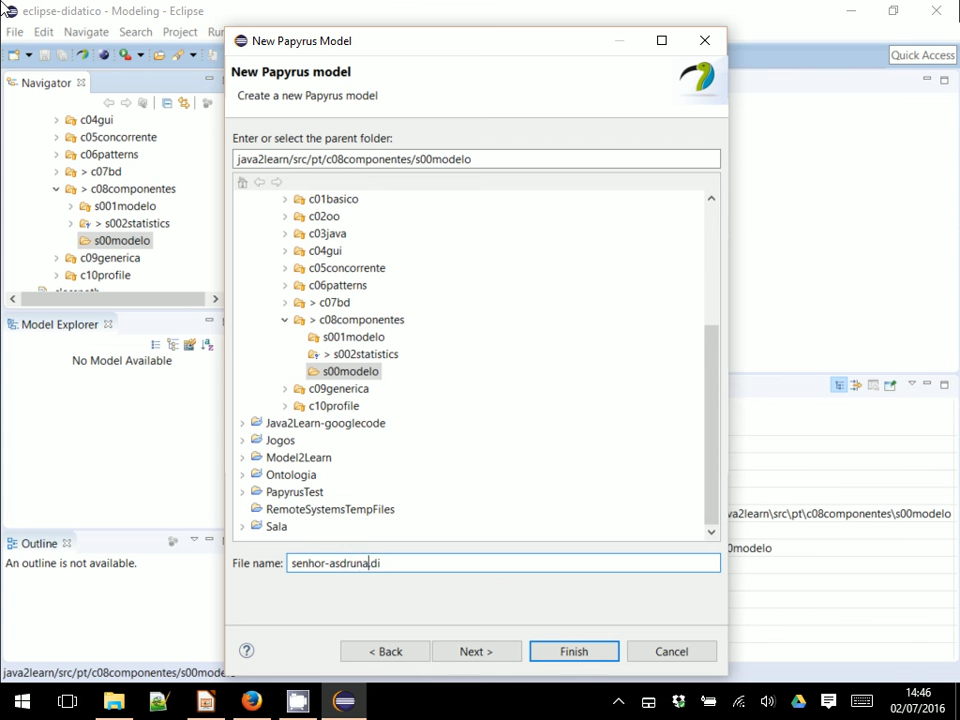 eclipse-didatico - Modeling - Eclipse
File Edit Navigate Search Project Run
Quick Access
Navigator
c04gui
c05concorrente
c06patterns
> c07bd
> c08componentes
s001modelo
> s002statistics
s00modelo
c09generica
c10profile
Model Explorer
No Model Available
Outline
An outline is not available.
java2learn/src/pt/c08componentes/s00mode
New Papyrus Model
New Papyrus model
Create a new Papyrus model
Enter or select the parent folder:
java2learn/src/pt/c08componentes/s00modelo
c01basico
c02oo
c03java
c04gui
c05concorrente
c06patterns
> c07bd
> c08componentes
s001modelo
> s002statistics
s00modelo
c09generica
c10profile
Java2Learn-googlecode
Jogos
Model2Learn
Ontologia
PapyrusTest
RemoteSystemsTempFiles
Sala
File name: senhor-asdruna.di
< Back Next > Finish Cancel
va2learn\src\pt\c08componentes\s00modelo
0modelo
14:46
02/07/2016